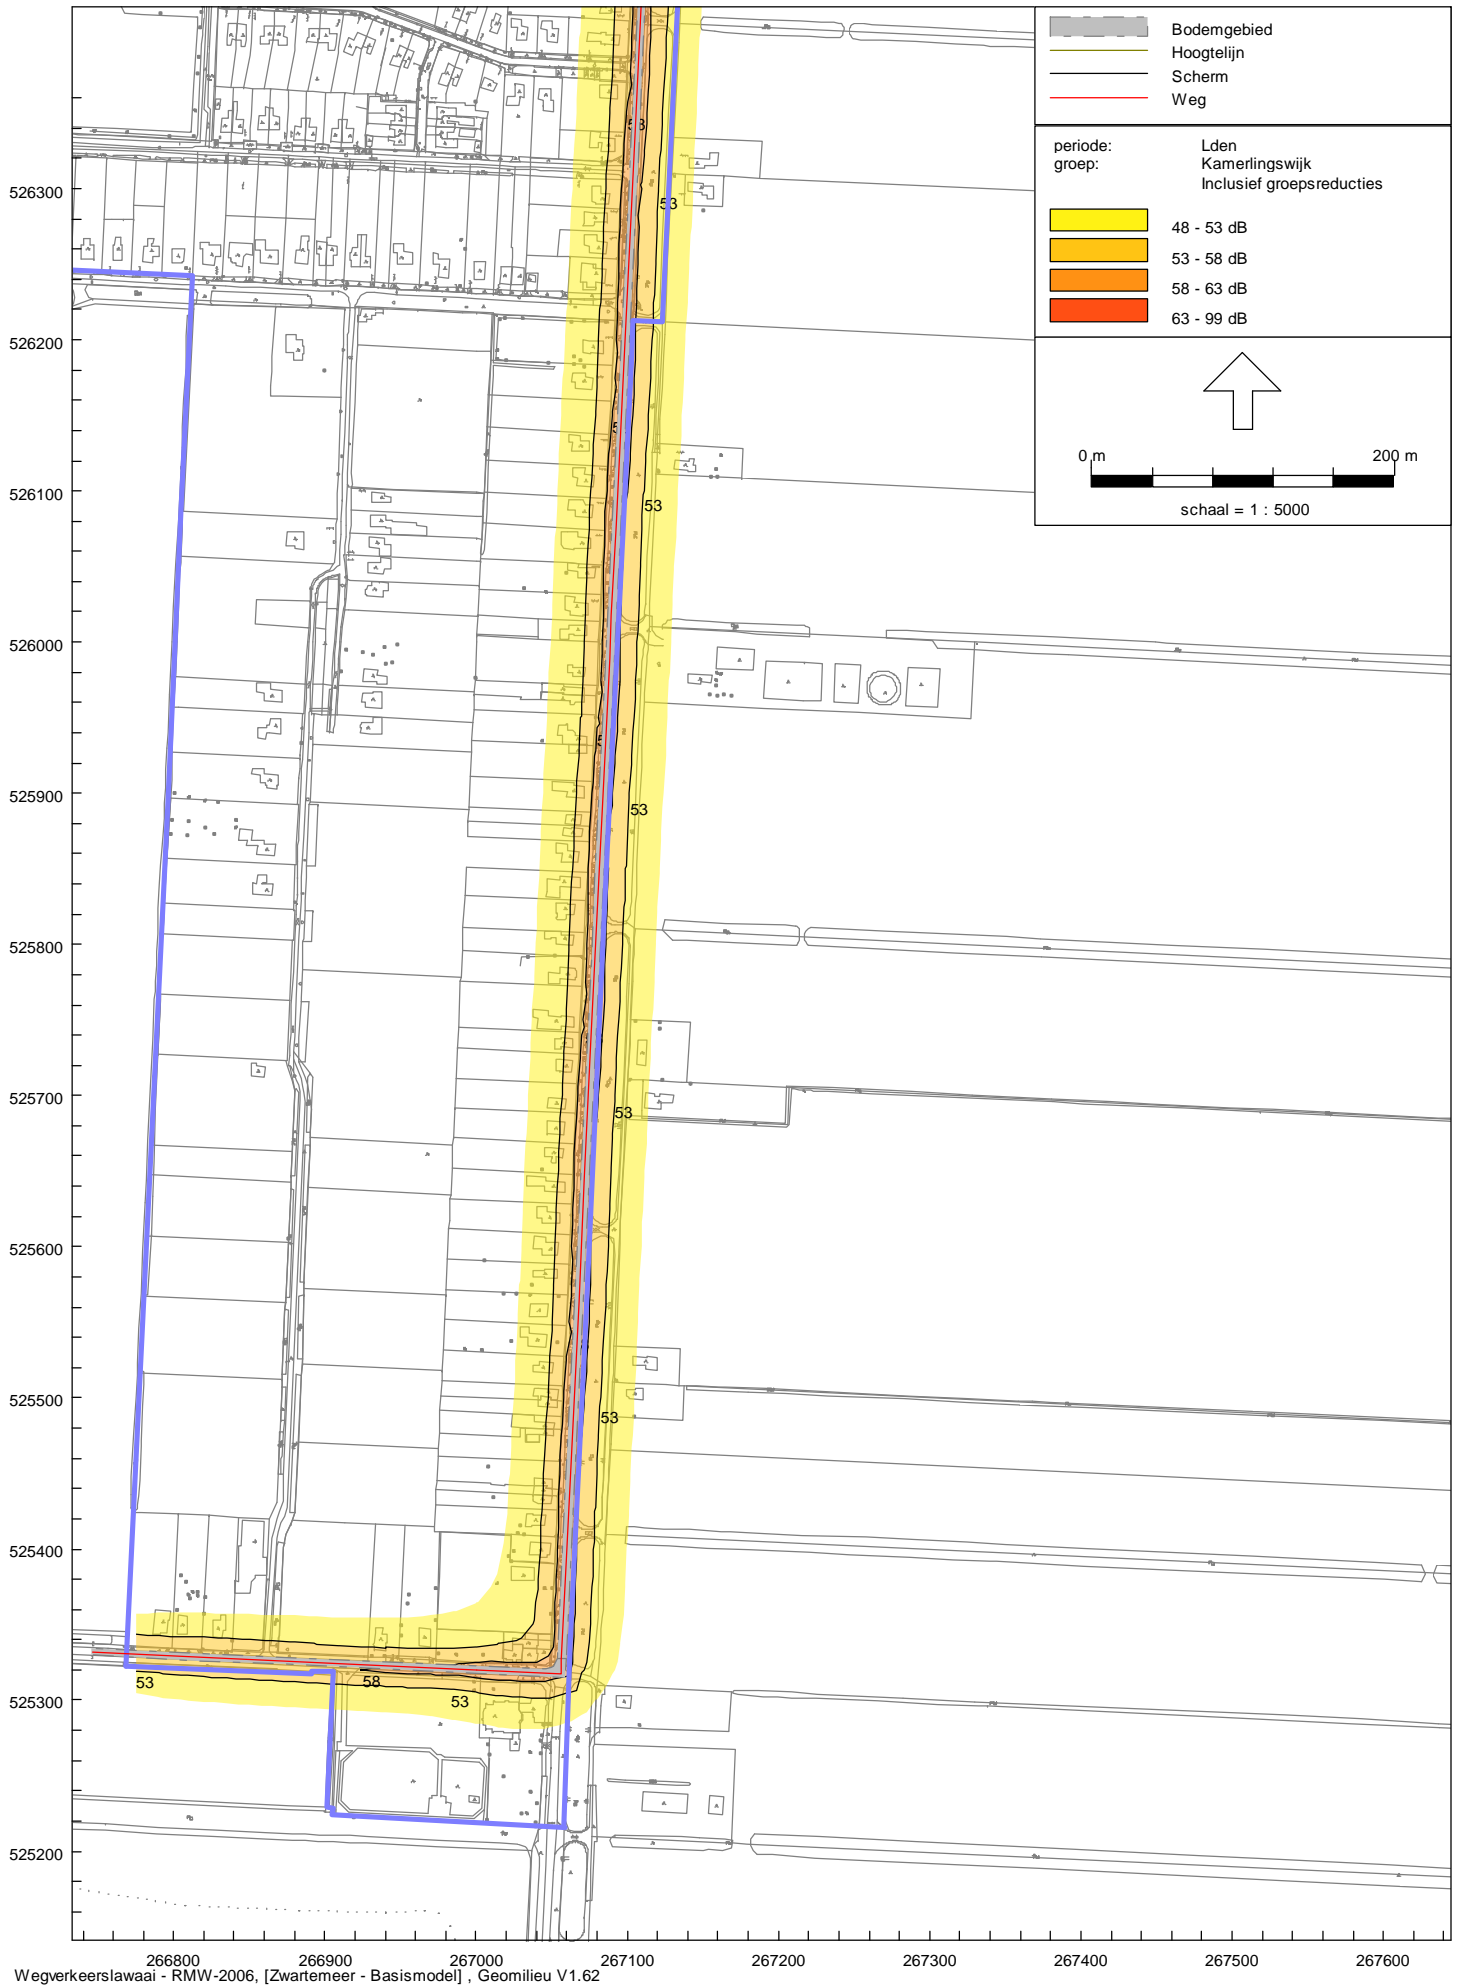 Bodemgebied
Hoogtelijn
Scherm
Weg
periode: Lden
groep: Kamerlingswijk
Inclusief groepsreducties
48 - 53 dB
53 - 58 dB
58 - 63 dB
63 - 99 dB
0 m 200 m
schaal = 1 : 5000
58
526300
53
526200
526100
53
526000
525900
53
525800
525700
53
525600
525500
53
525400
525300
53
58
53
525200
266800 266900 267000 267100 267200 267300 267400 267500 267600
Wegverkeerslawaai - RMW-2006, [Zwartemeer - Basismodel] , Geomilieu V1.62